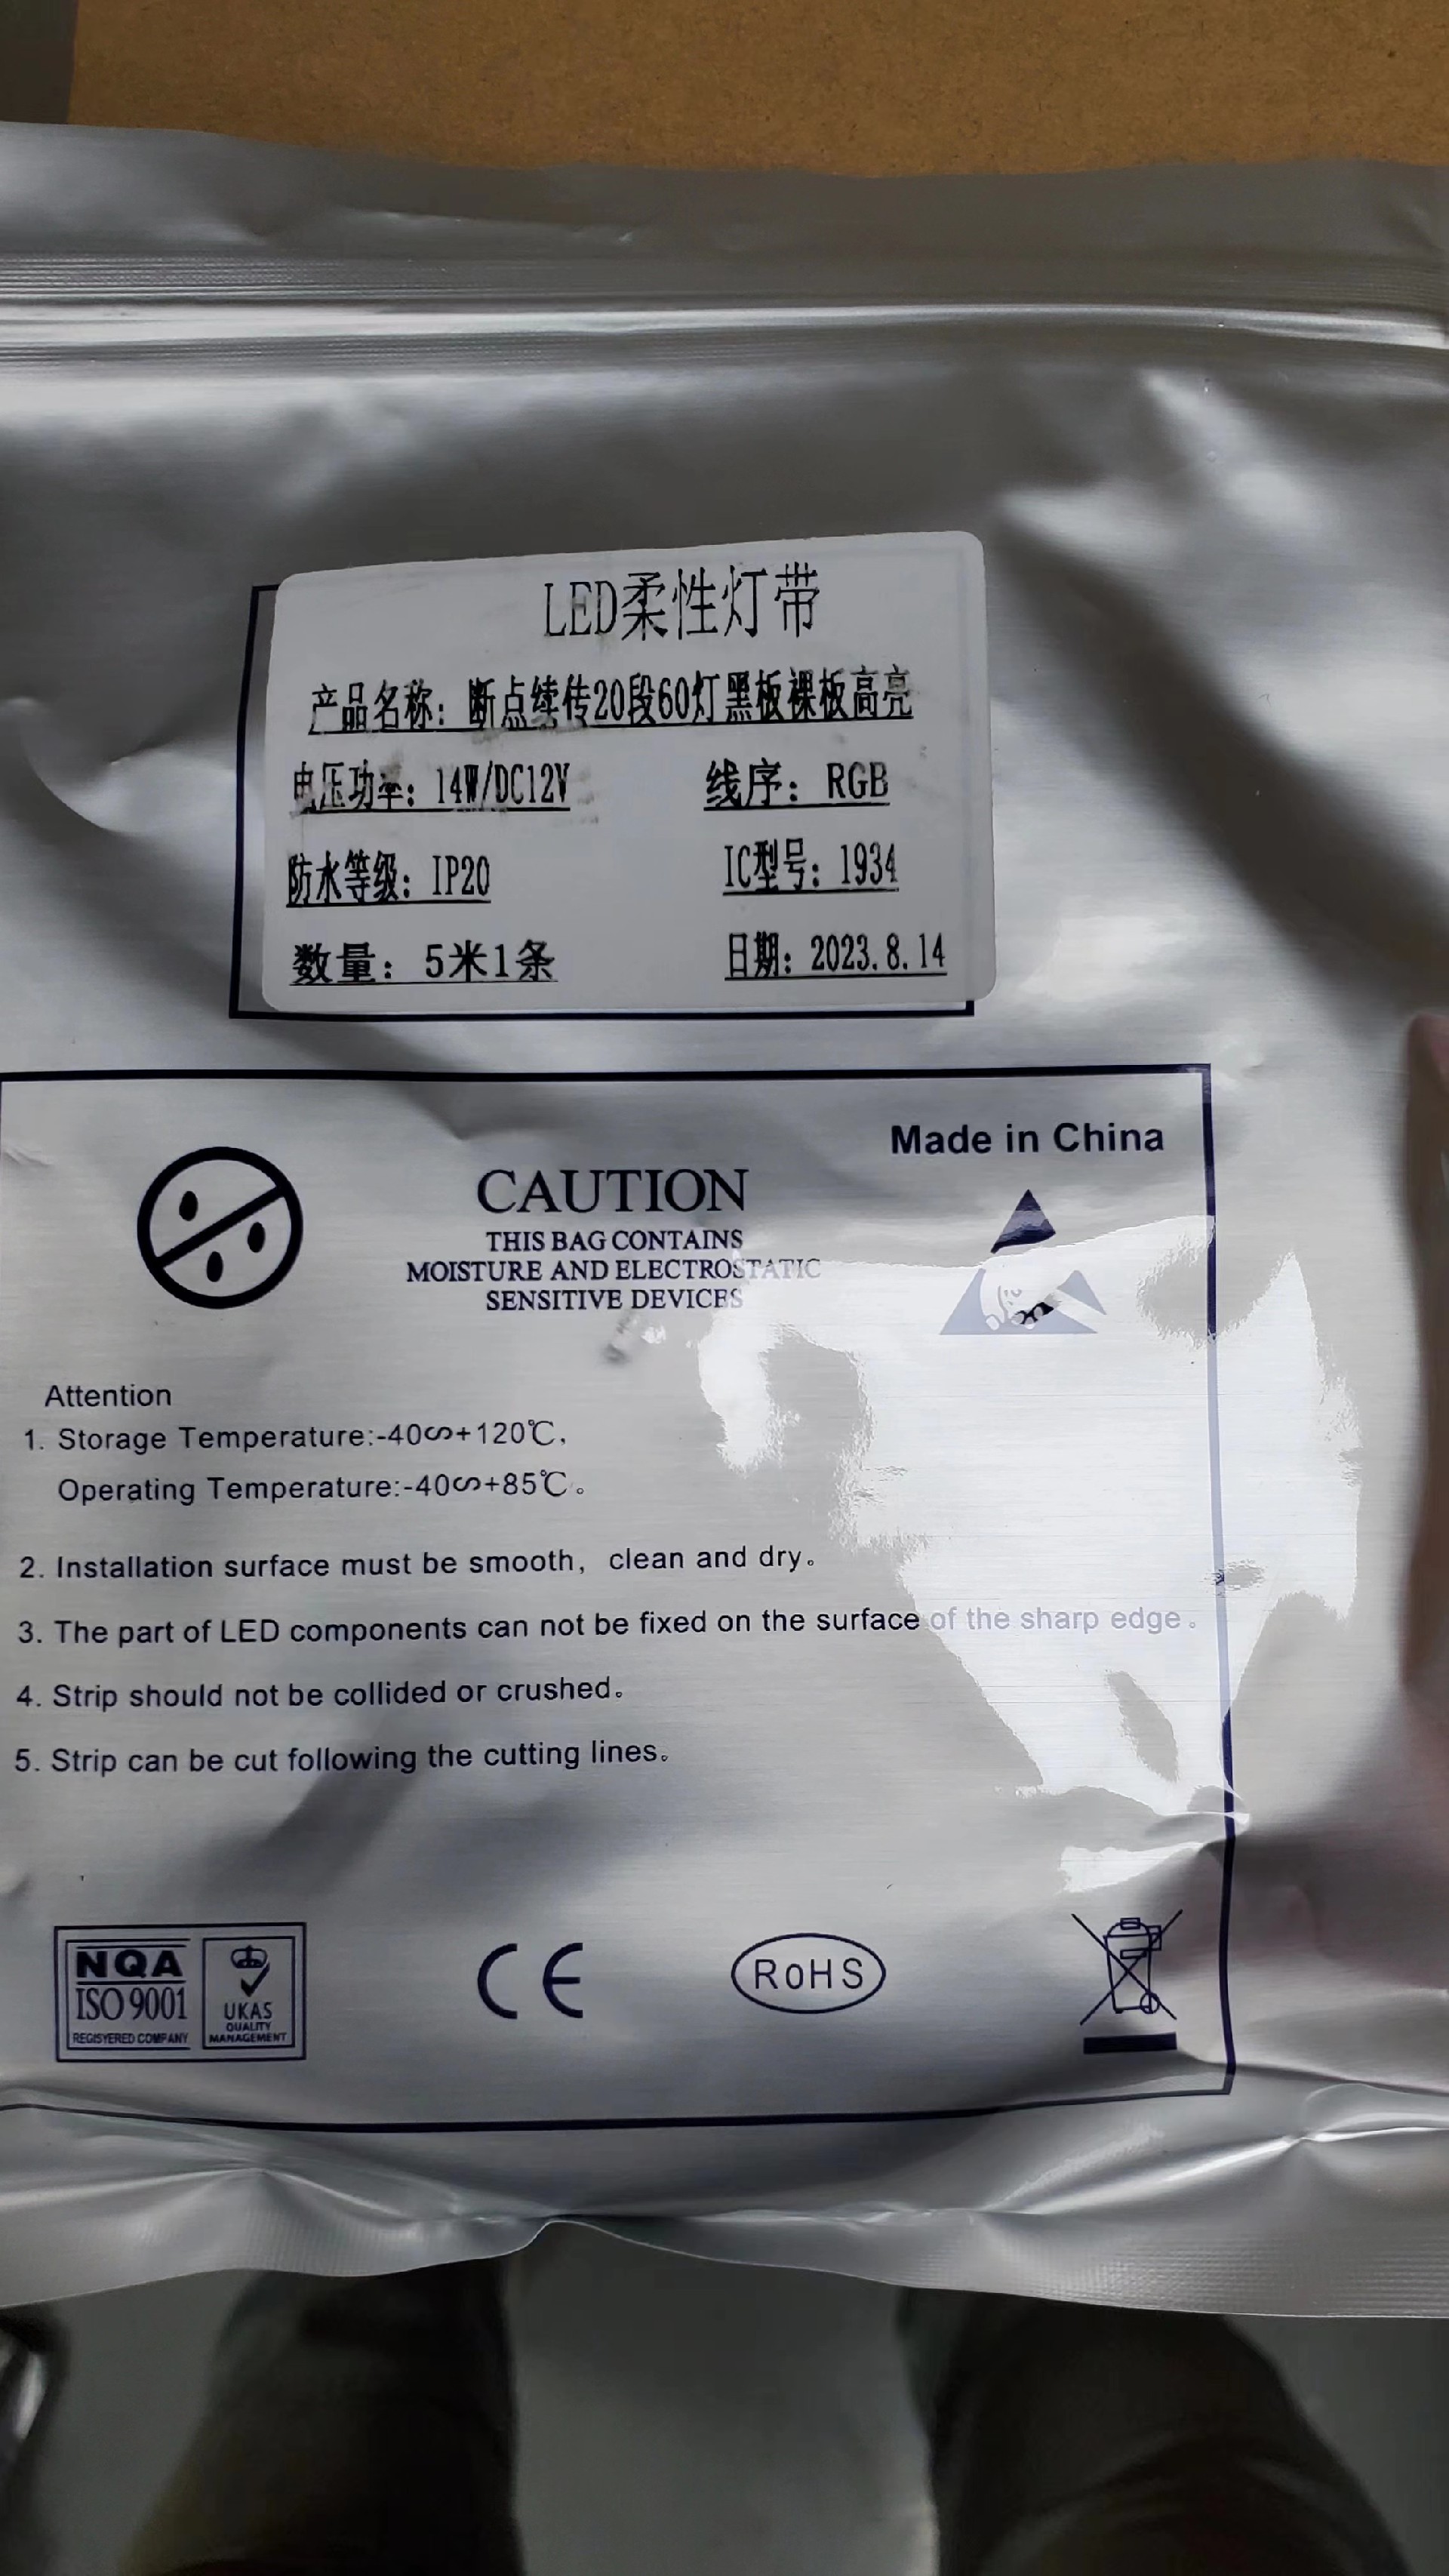 LED柔性灯带
产品名称：断点续传20段60灯黑板裸板高亮
电压功率：14W/DC12V 线序：RGB
防水等级：IP20 IC型号：1934
数量：5米1条 日期：2023.8.14
Made in China
CAUTION
THIS BAG CONTAINS
MOISTURE AND ELECTROSTATIC
SENSITIVE DEVICES
Attention
1. Storage Temperature:-40∽+120℃,
Operating Temperature:-40∽+85℃。
2. Installation surface must be smooth, clean and dry。
3. The part of LED components can not be fixed on the surface of the sharp edge。
4. Strip should not be collided or crushed。
5. Strip can be cut following the cutting lines。
NQA
ISO 9001
REGISYERED COMPANY
UKAS
QUALITY
MANAGEMENT
CE
RoHS